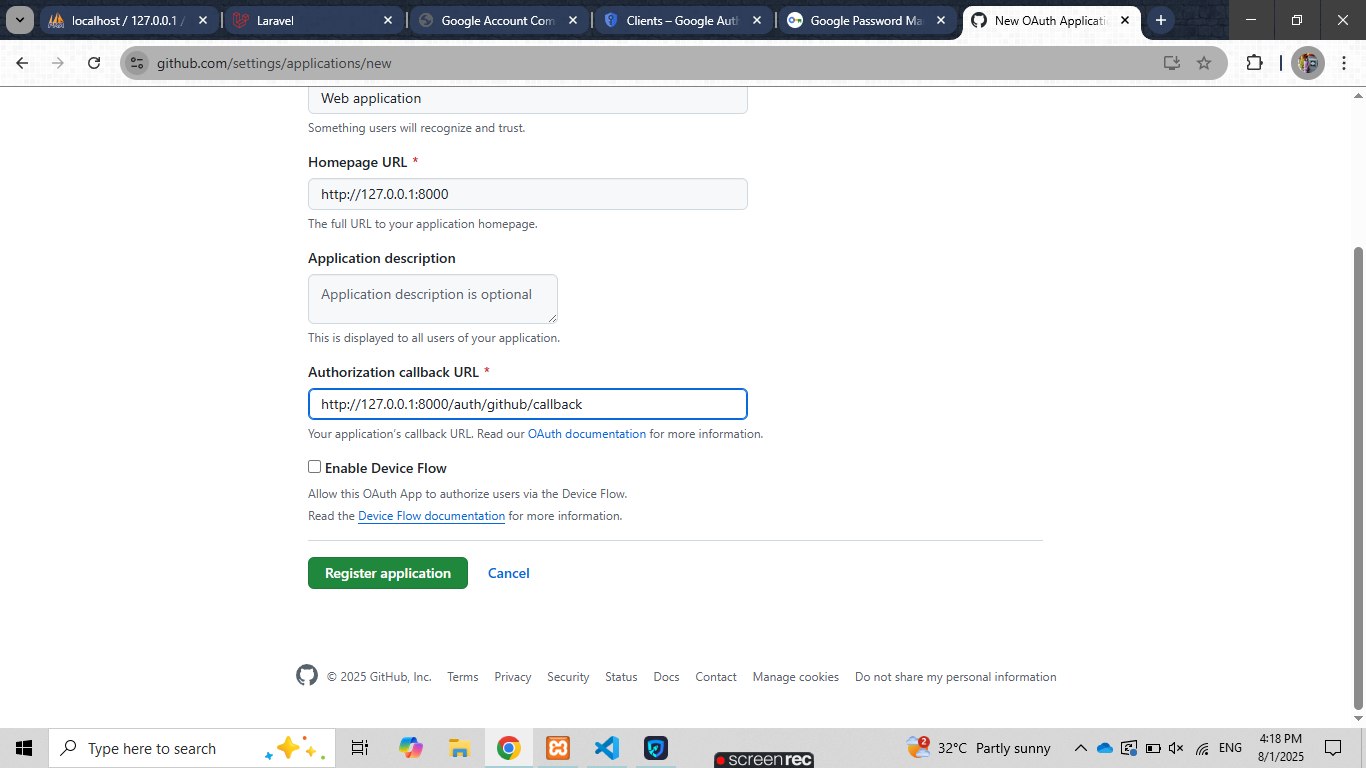 localhost / 127.0.0.1 /
Laravel
Google Account Com
Clients – Google Auth
Google Password Ma
New OAuth Applicatio
github.com/settings/applications/new
Web application
Something users will recognize and trust.
Homepage URL *
http://127.0.0.1:8000
The full URL to your application homepage.
Application description
Application description is optional
This is displayed to all users of your application.
Authorization callback URL *
http://127.0.0.1:8000/auth/github/callback
Your application's callback URL. Read our OAuth documentation for more information.
Enable Device Flow
Allow this OAuth App to authorize users via the Device Flow.
Read the Device Flow documentation for more information.
Register application
Cancel
© 2025 GitHub, Inc. Terms Privacy Security Status Docs Contact Manage cookies Do not share my personal information
Type here to search
2
32°C Partly sunny
ENG
4:18 PM
8/1/2025
screenrec